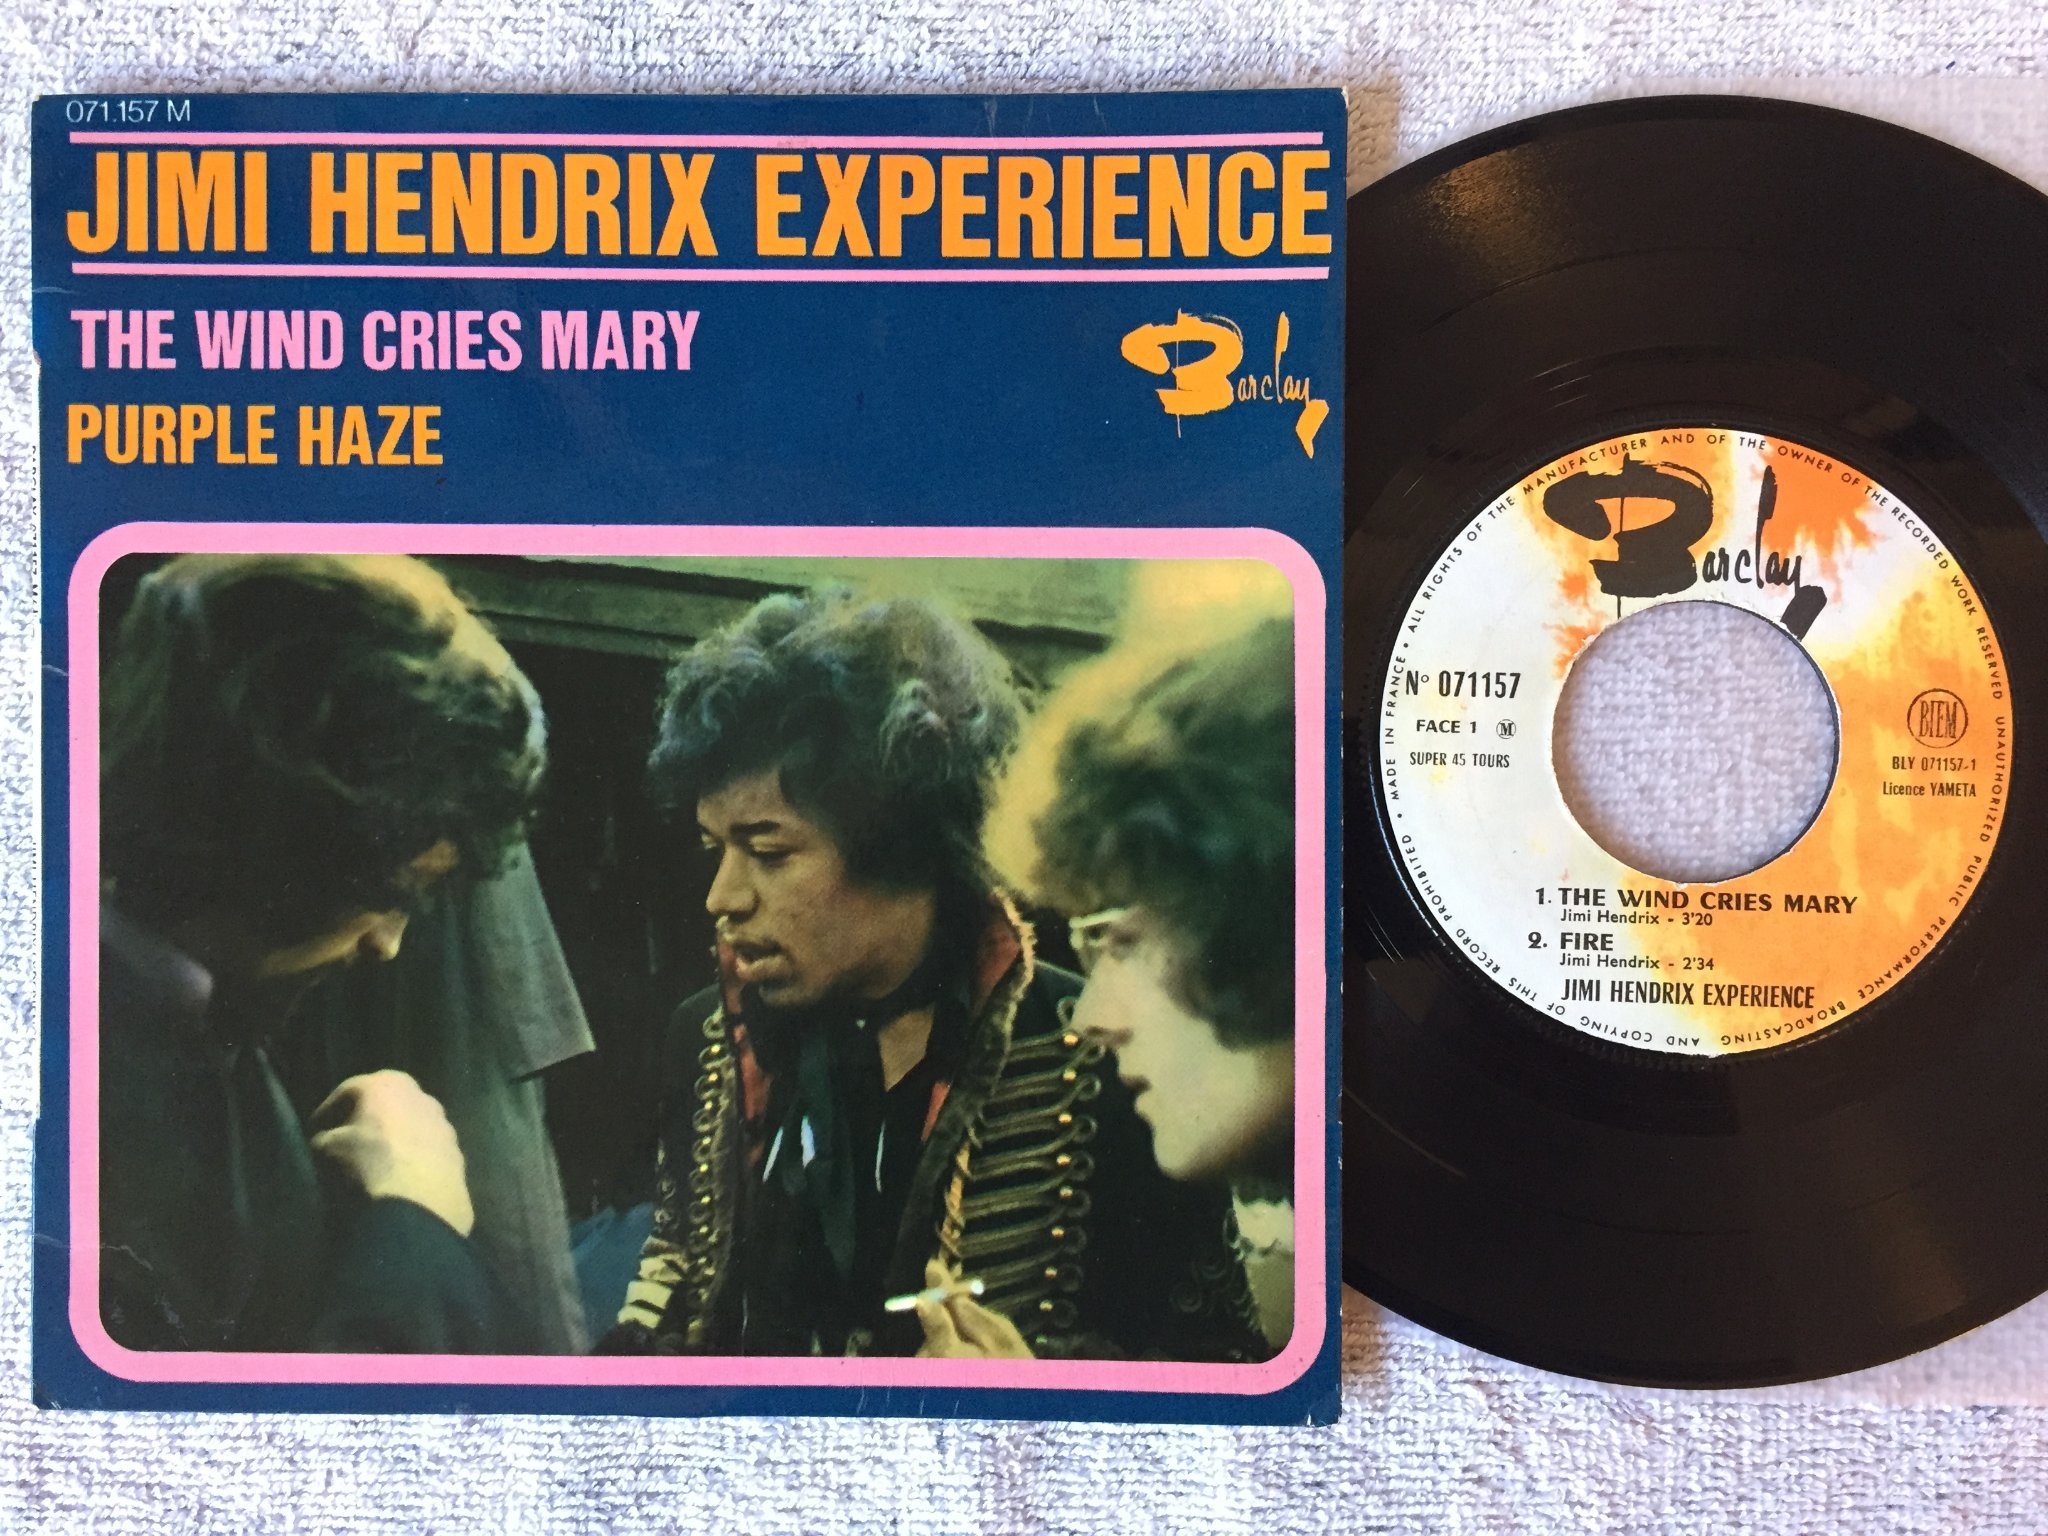 071.157 M
JIMI HENDRIX EXPERIENCE
THE WIND CRIES MARY
PURPLE HAZE
Barclay
MADE IN FRANCE • ALL RIGHTS OF THE MANUFACTURER AND OF THE OWNER OF THE RECORDED WORK RESERVED UNAUTHORIZED PUBLIC PERFORMANCE BROADCASTING AND COPYING OF THIS RECORD PROHIBITED •
Barclay
N° 071157
FACE 1 M
SUPER 45 TOURS
BIEM
BLY 071157-1
Licence YAMETA
1. THE WIND CRIES MARY
Jimi Hendrix - 3'20
2. FIRE
Jimi Hendrix - 2'34
JIMI HENDRIX EXPERIENCE